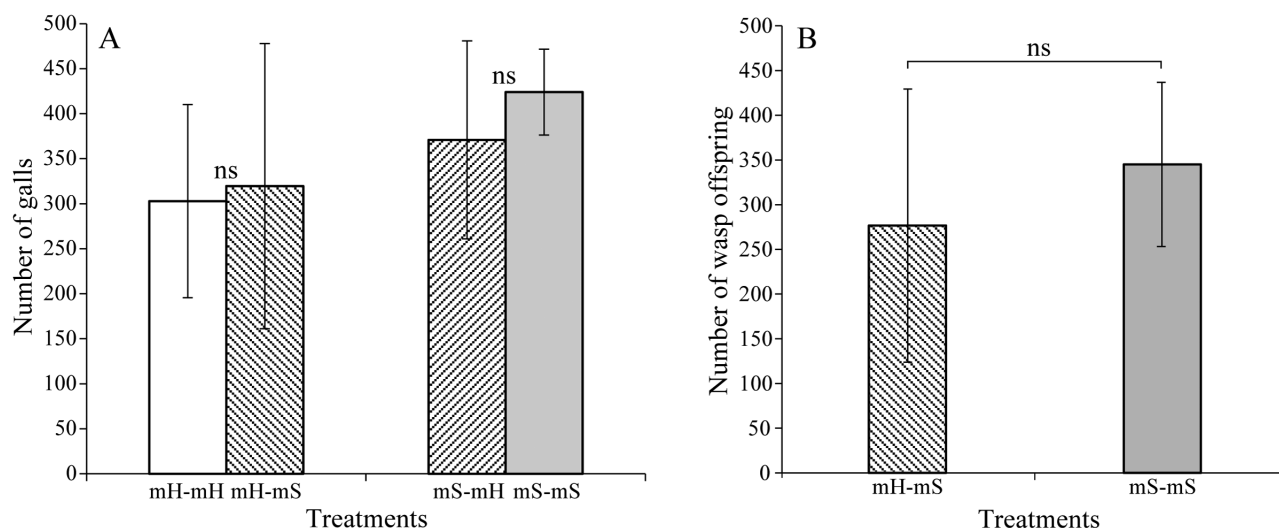 A
Number of galls
500
450
400
350
300
250
200
150
100
50
0
ns
ns
mH-mH mH-mS mS-mH mS-mS
Treatments
B
Number of wasp offspring
500
450
400
350
300
250
200
150
100
50
0
ns
mH-mS mS-mS
Treatments